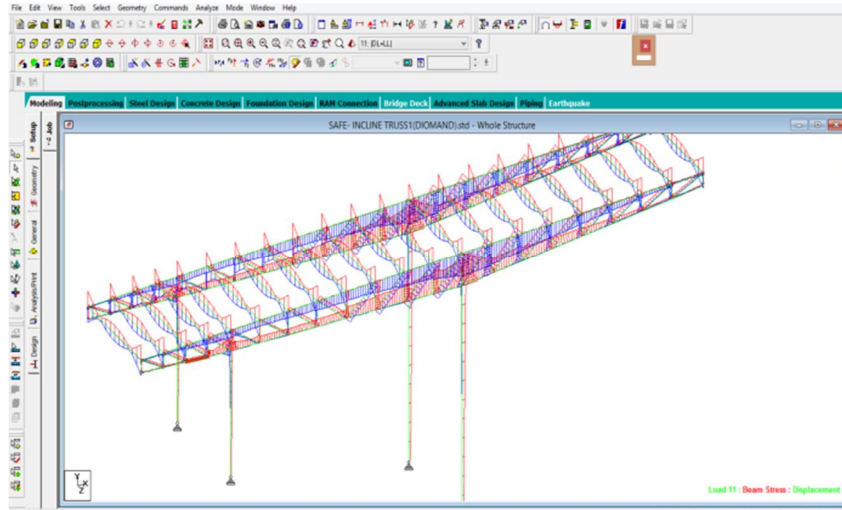 File Edit View Tools Select Geometry Commands Analyze Mode Window Help
11: (DL+LL)
Modeling Postprocessing Steel Design Concrete Design Foundation Design RAM Connection Bridge Deck Advanced Slab Design Piping Earthquake
SAFE- INCLINE TRUSS1(DIOMAND).std - Whole Structure
Setup
Job
Geometry
General
Analysis/Print
Design
Y
X
Z
Load 11 : Beam Stress : Displacement